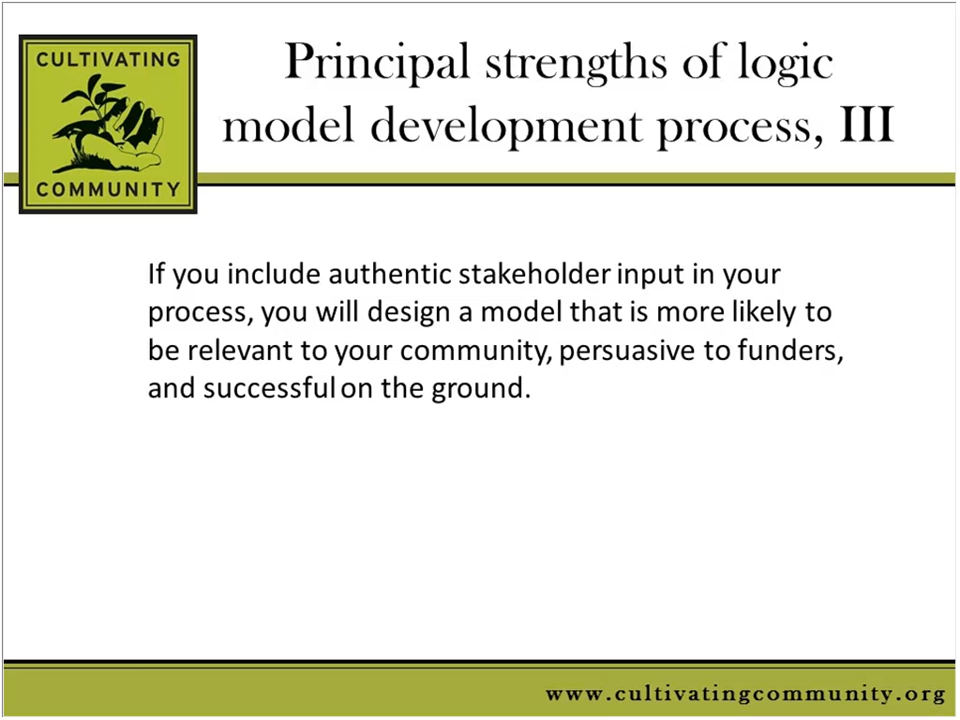 CULTIVATING
COMMUNITY
Principal strengths of logic
model development process, III
If you include authentic stakeholder input in your
process, you will design a model that is more likely to
be relevant to your community, persuasive to funders,
and successful on the ground.
www.cultivatingcommunity.org